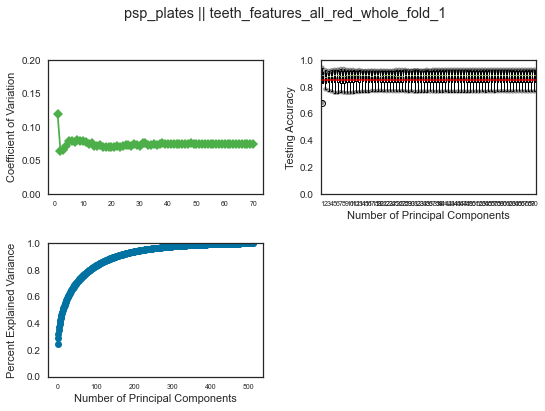 psp_plates || teeth_features_all_red_whole_fold_1
Coefficient of Variation
0.20
0.15
0.10
0.05
0.00
0 10 20 30 40 50 60 70
Testing Accuracy
1.0
0.8
0.6
0.4
0.2
0.0
Number of Principal Components
Percent Explained Variance
1.0
0.8
0.6
0.4
0.2
0.0
0 100 200 300 400 500
Number of Principal Components